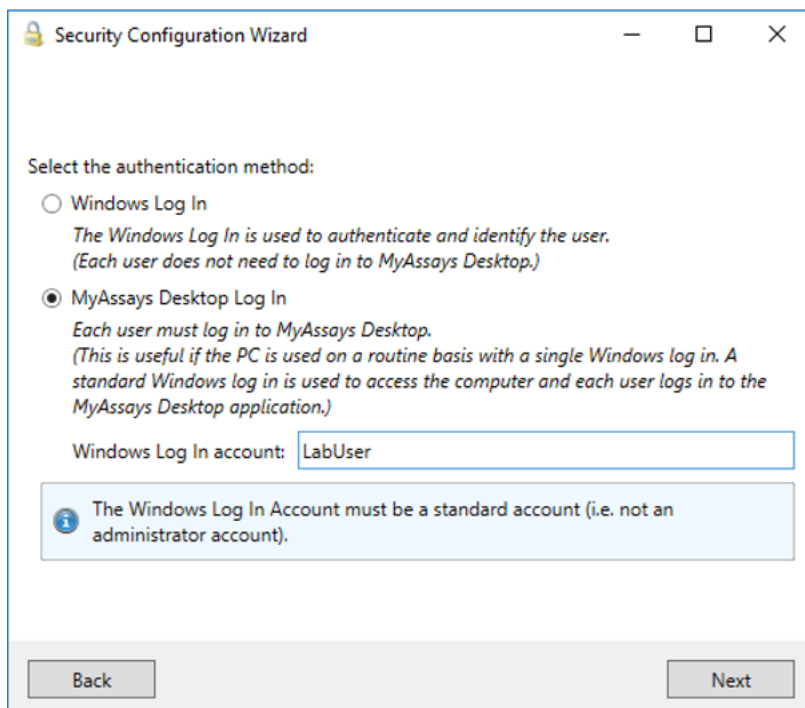 Security Configuration Wizard
Select the authentication method:
Windows Log In
The Windows Log In is used to authenticate and identify the user.
(Each user does not need to log in to MyAssays Desktop.)
MyAssays Desktop Log In
Each user must log in to MyAssays Desktop.
(This is useful if the PC is used on a routine basis with a single Windows log in. A
standard Windows log in is used to access the computer and each user logs in to the
MyAssays Desktop application.)
Windows Log In account: LabUser
The Windows Log In Account must be a standard account (i.e. not an
administrator account).
Back Next